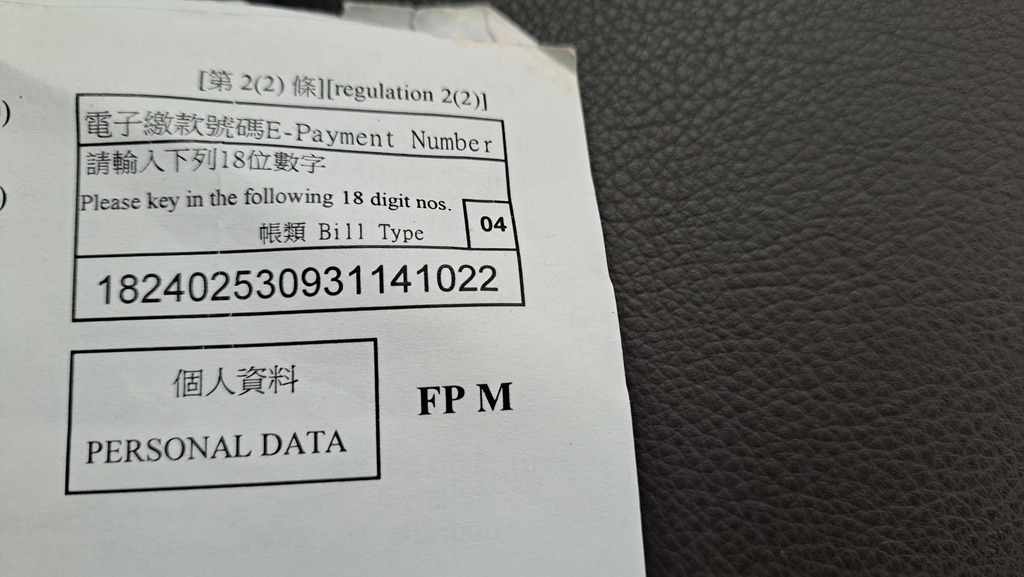 [第 2(2) 條][regulation 2(2)]
電子繳款號碼E-Payment Number
請輸入下列18位數字
Please key in the following 18 digit nos.
帳類 Bill Type 04
182402530931141022
個人資料
PERSONAL DATA
FP M
)
)